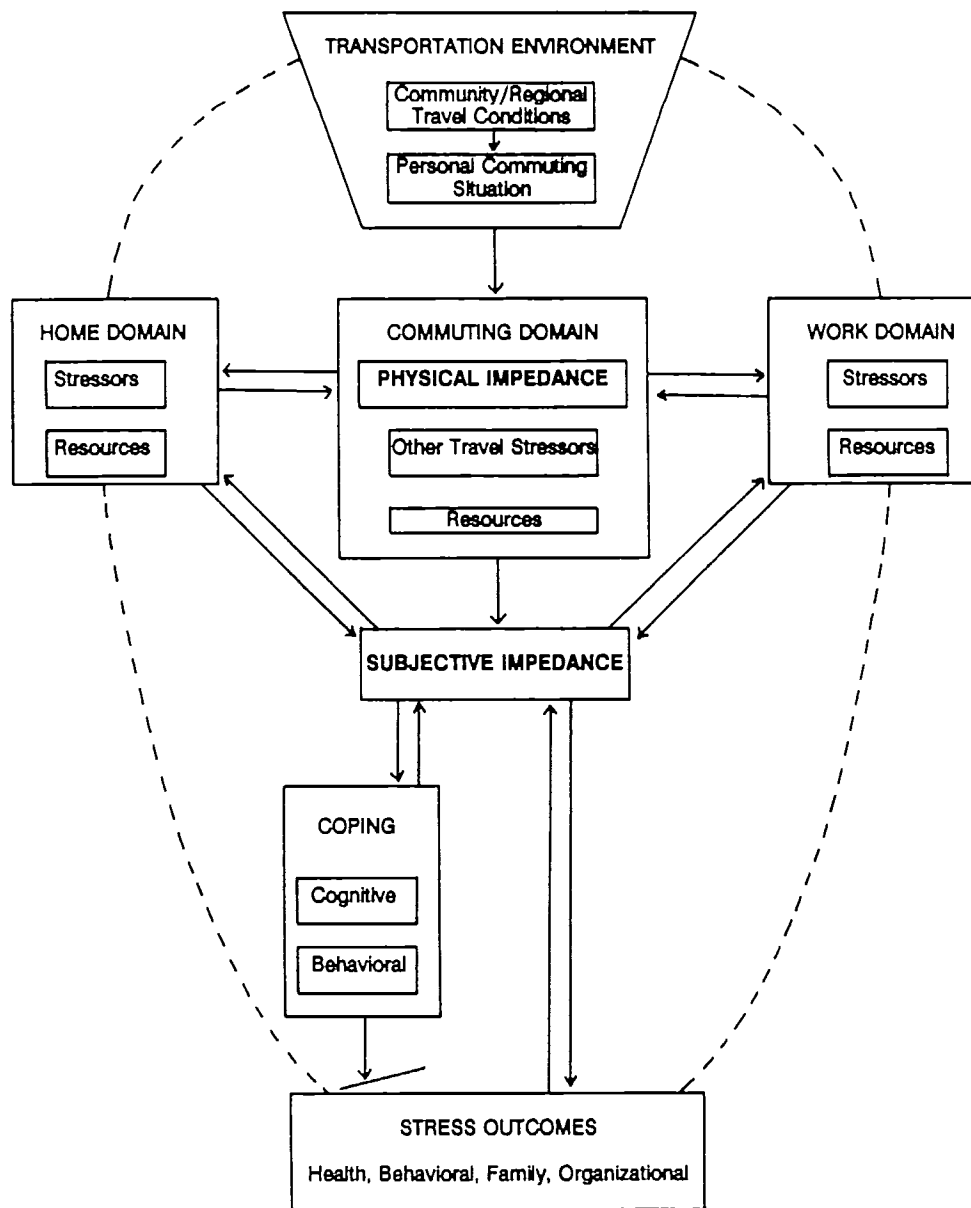 TRANSPORTATION ENVIRONMENT
Community/Regional
Travel Conditions
Personal Commuting
Situation
HOME DOMAIN
Stressors
Resources
COMMUTING DOMAIN
PHYSICAL IMPEDANCE
Other Travel Stressors
Resources
WORK DOMAIN
Stressors
Resources
SUBJECTIVE IMPEDANCE
COPING
Cognitive
Behavioral
STRESS OUTCOMES
Health, Behavioral, Family, Organizational